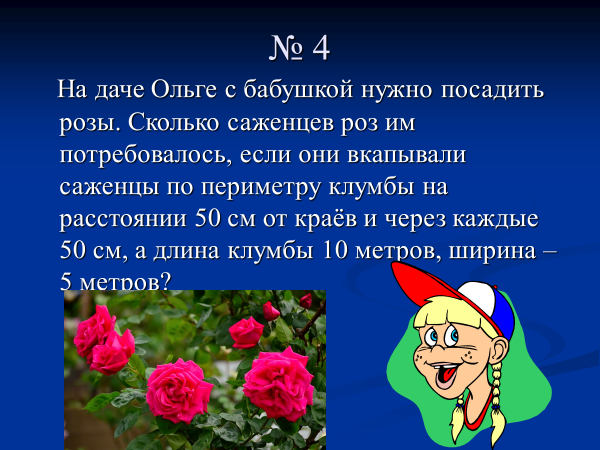 № 4
На даче Ольге с бабушкой нужно посадить
розы. Сколько саженцев роз им
потребовалось, если они вкапывали
саженцы по периметру клумбы на
расстоянии 50 см от краёв и через каждые
50 см, а длина клумбы 10 метров, ширина –
5 метров?